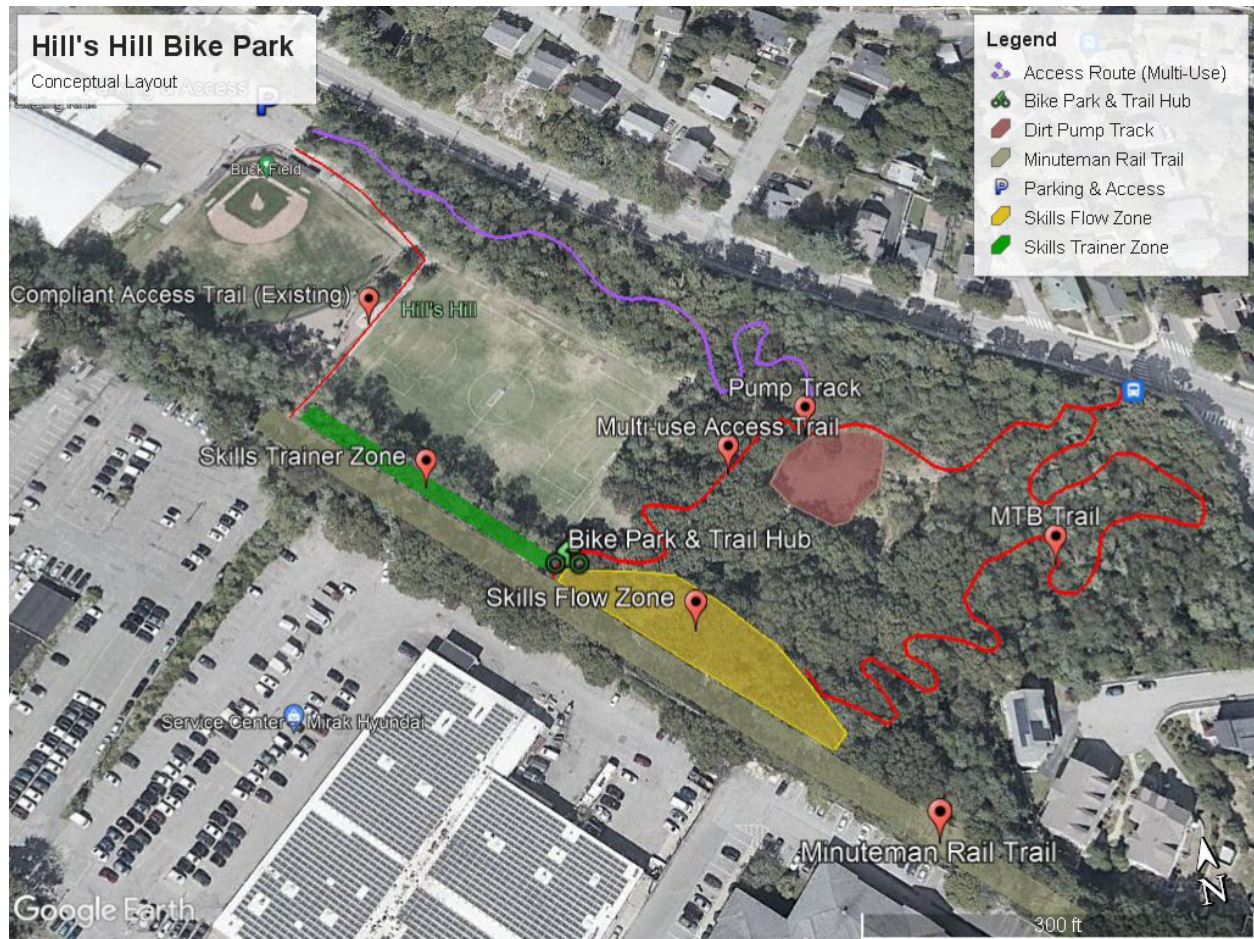 Hill's Hill Bike Park
Conceptual Layout
Parking & Access
Legend
Access Route (Multi-Use)
Bike Park & Trail Hub
Dirt Pump Track
Minuteman Rail Trail
Parking & Access
Skills Flow Zone
Skills Trainer Zone
P
Buck Field
Compliant Access Trail (Existing)
Hill's Hill
Pump Track
Multi-use Access Trail
Skills Trainer Zone
MTB Trail
Bike Park & Trail Hub
Skills Flow Zone
Service Center - Mirak Hyundai
Minuteman Rail Trail
N
Google Earth
300 ft